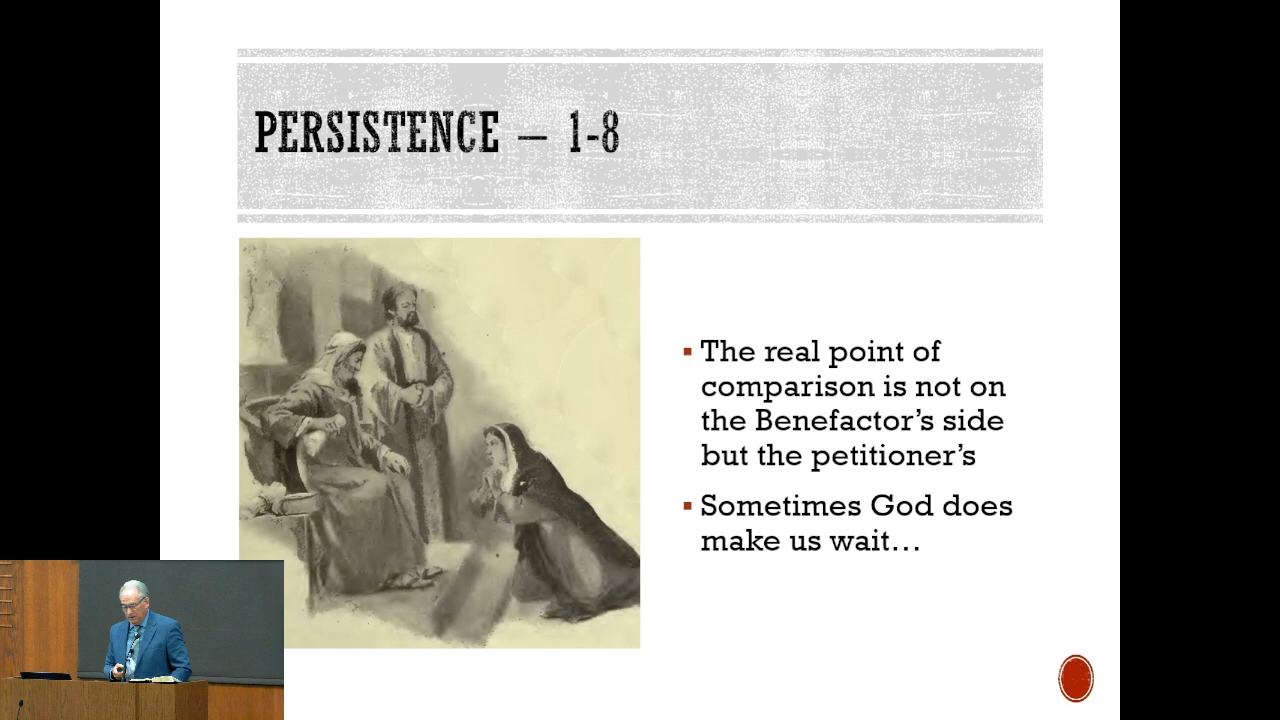 PERSISTENCE – 1-8
The real point of
comparison is not on
the Benefactor’s side
but the petitioner’s
Sometimes God does
make us wait…